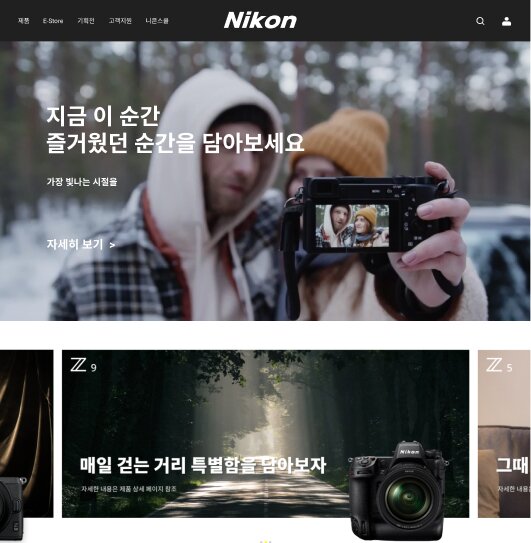 제품 E-Store 기획전 고객지원 니콘스쿨 Nikon
지금 이 순간
즐거웠던 순간을 담아보세요
가장 빛나는 시절을
자세히 보기 >
Z 9
Z 5
매일 걷는 거리 특별함을 담아보자
자세한 내용은 제품 상세 페이지 참조
그때
자세한 내용
Nikon